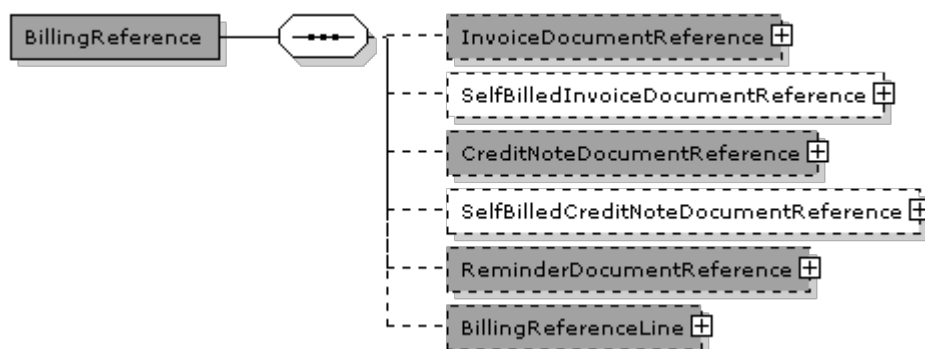 BillingReference
InvoiceDocumentReference
SelfBilledInvoiceDocumentReference
CreditNoteDocumentReference
SelfBilledCreditNoteDocumentReference
ReminderDocumentReference
BillingReferenceLine